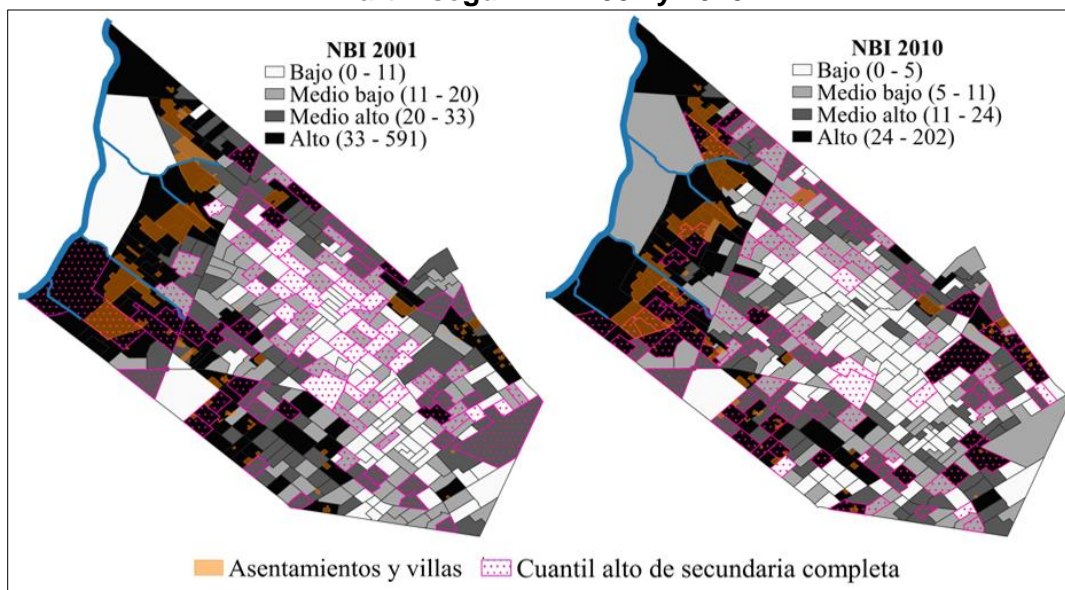 NBI 2001
Bajo (0 - 11)
Medio bajo (11 - 20)
Medio alto (20 - 33)
Alto (33 - 591)
NBI 2010
Bajo (0 - 5)
Medio bajo (5 - 11)
Medio alto (11 - 24)
Alto (24 - 202)
Asentamientos y villas
Cuantil alto de secundaria completa